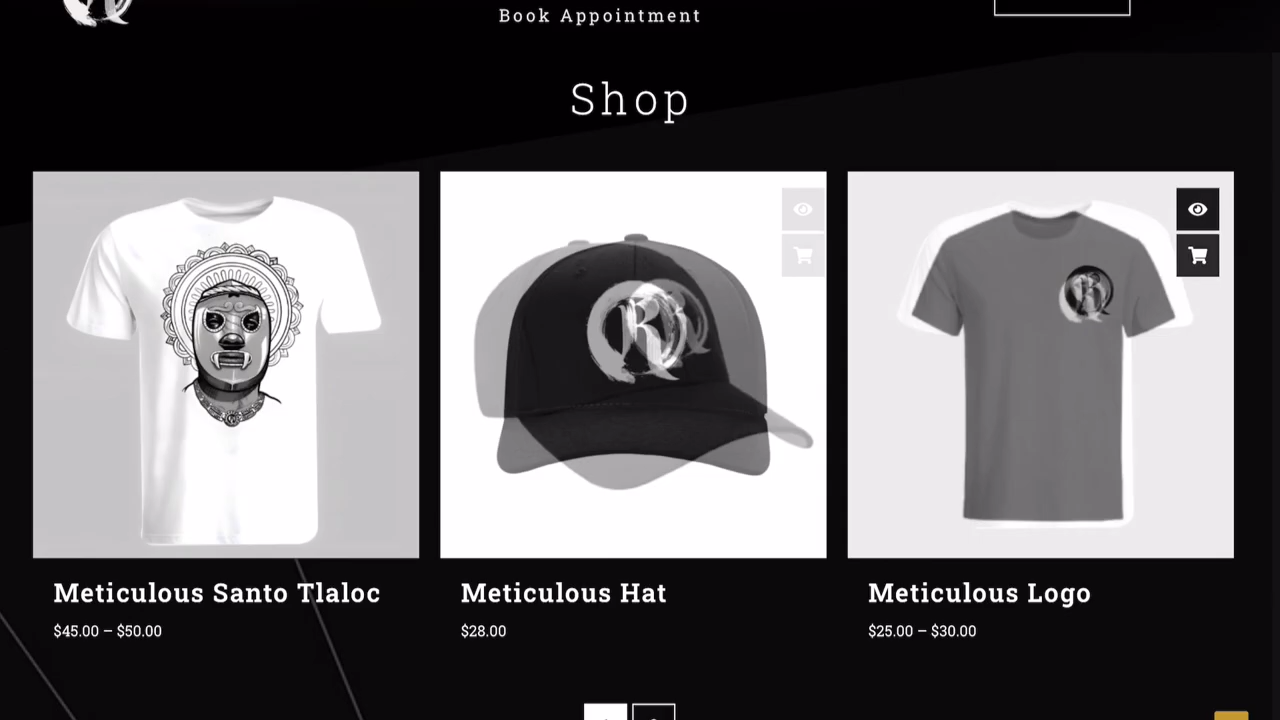 Book Appointment
Shop
Meticulous Santo Tlaloc
Meticulous Hat
Meticulous Logo
$45.00 – $50.00
$28.00
$25.00 – $30.00